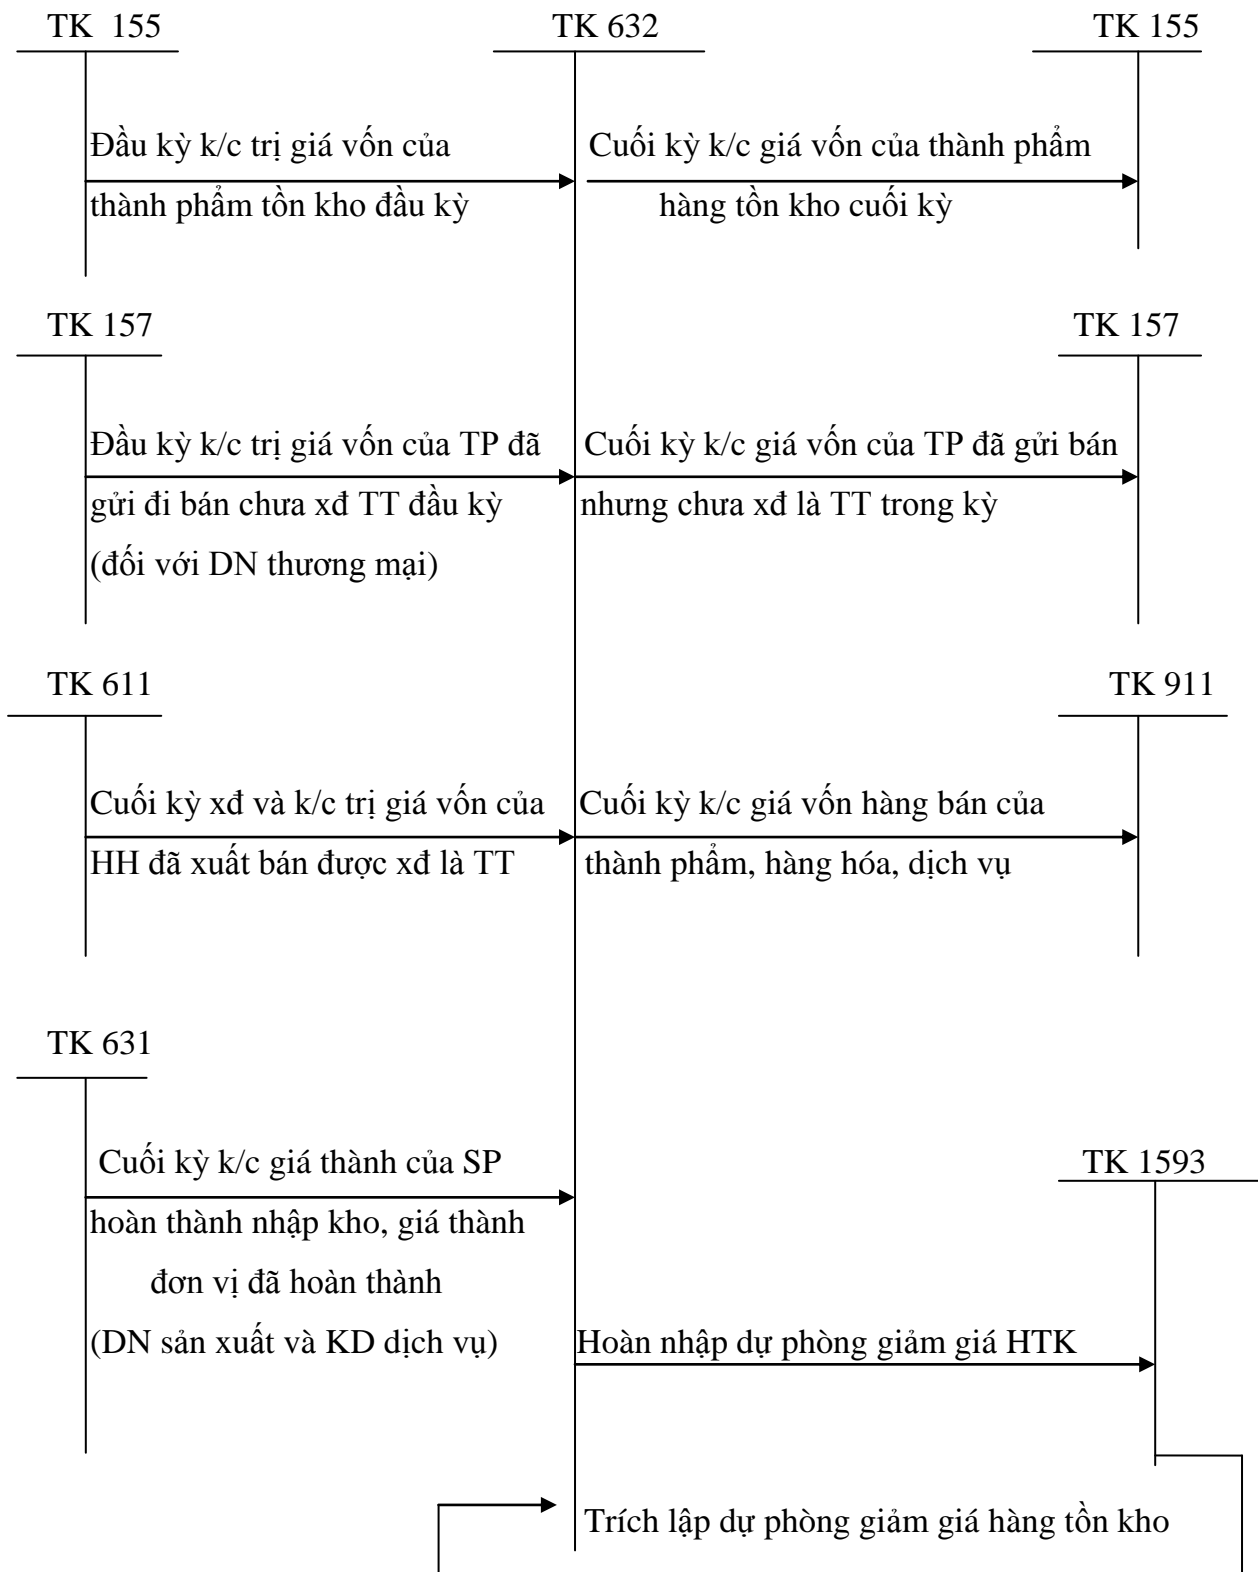 TK 155
TK 632
TK 155
Đầu kỳ k/c trị giá vốn của
thành phẩm tồn kho đầu kỳ
Cuối kỳ k/c giá vốn của thành phẩm
hàng tồn kho cuối kỳ
TK 157
TK 157
Đầu kỳ k/c trị giá vốn của TP đã
gửi đi bán chưa xđ TT đầu kỳ
(đối với DN thương mại)
Cuối kỳ k/c giá vốn của TP đã gửi bán
nhưng chưa xđ là TT trong kỳ
TK 611
TK 911
Cuối kỳ xđ và k/c trị giá vốn của
HH đã xuất bán được xđ là TT
Cuối kỳ k/c giá vốn hàng bán của
thành phẩm, hàng hóa, dịch vụ
TK 631
Cuối kỳ k/c giá thành của SP
hoàn thành nhập kho, giá thành
đơn vị đã hoàn thành
(DN sản xuất và KD dịch vụ)
TK 1593
Hoàn nhập dự phòng giảm giá HTK
Trích lập dự phòng giảm giá hàng tồn kho